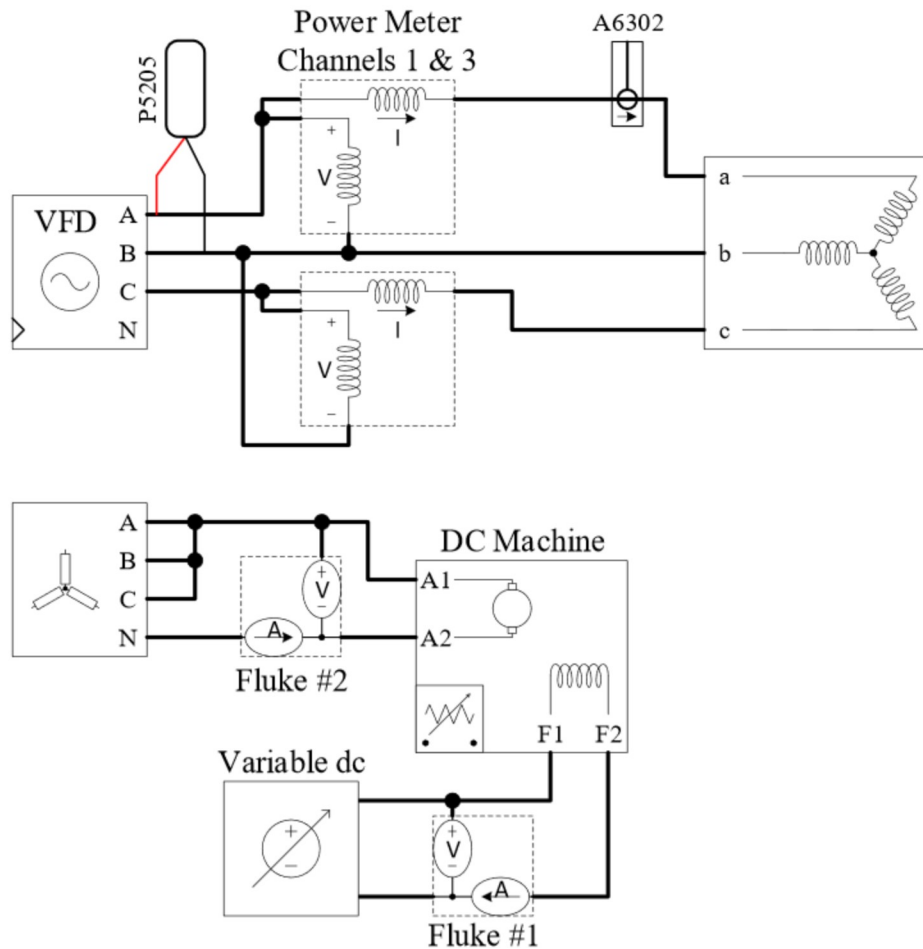 Power Meter
Channels 1 & 3
A6302
P5205
+
I
V
−
a
VFD
A
B
C
N
b
c
+
I
V
−
A
B
C
N
+
V
−
A
Fluke #2
DC Machine
A1
A2
F1 F2
Variable dc
+
−
+
V
−
A
Fluke #1